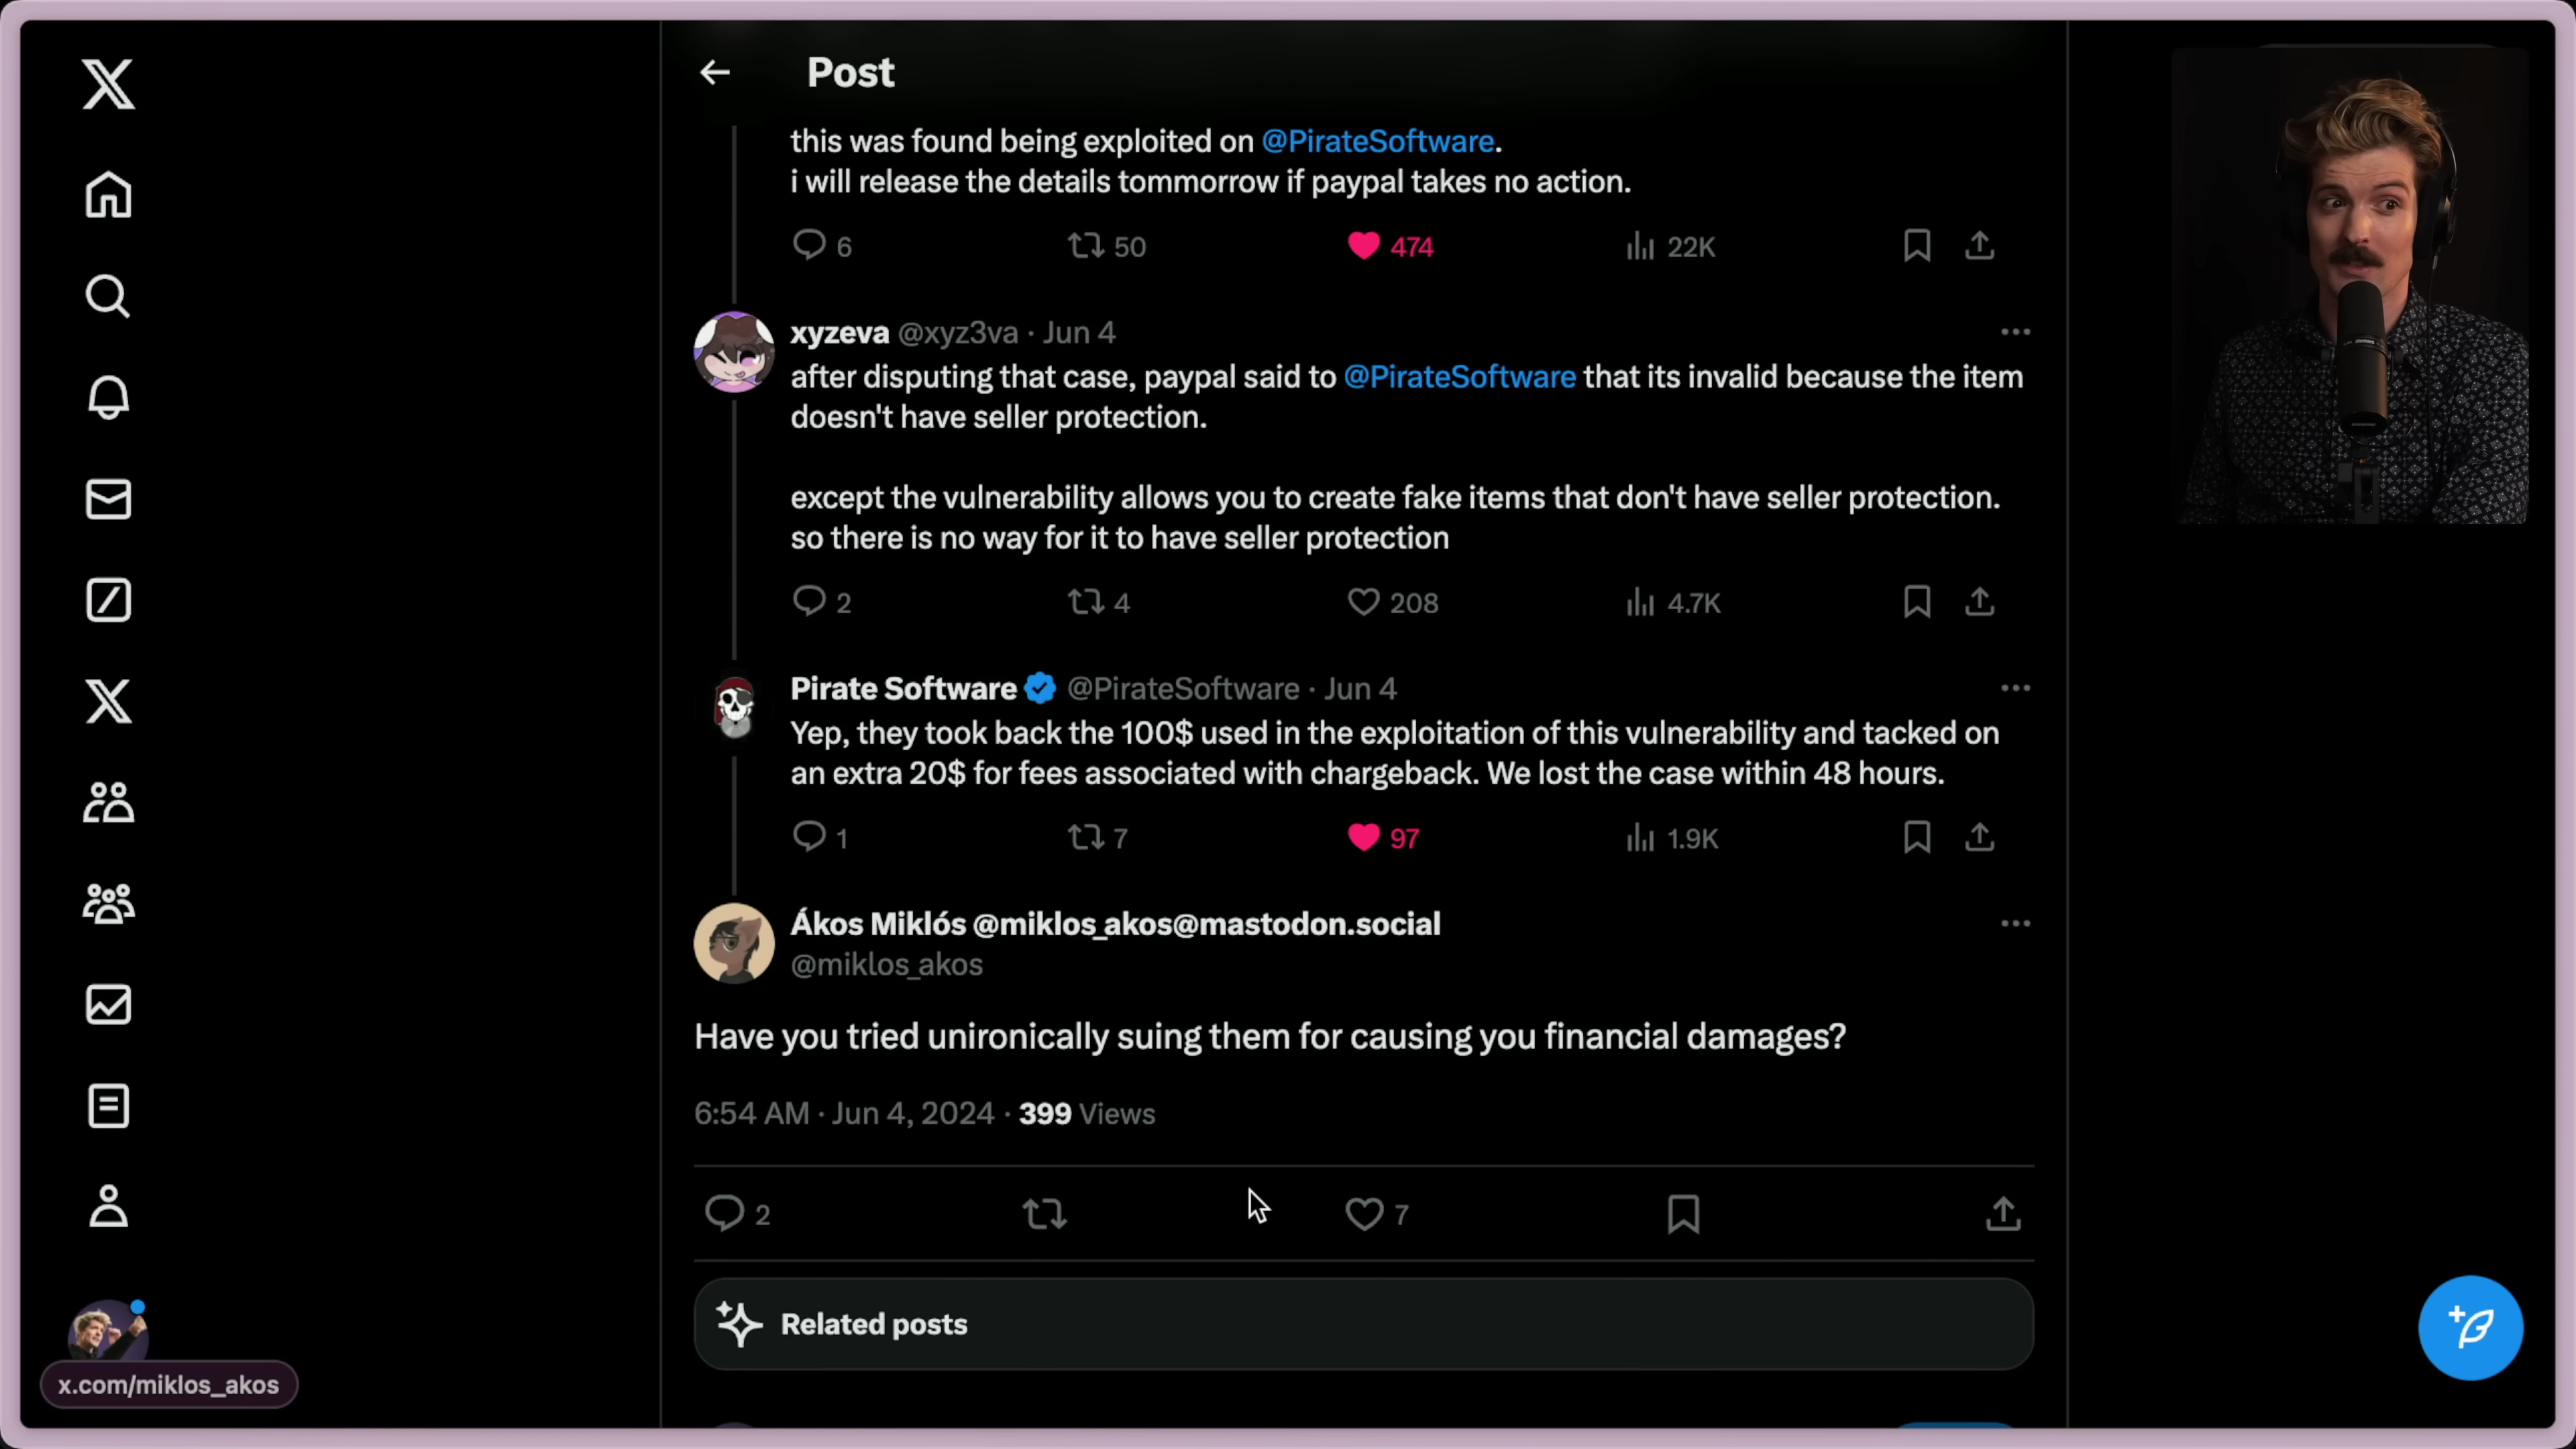 Post
this was found being exploited on @PirateSoftware.
i will release the details tommorrow if paypal takes no action.
6 50 474 22K
xyzeva @xyz3va · Jun 4
after disputing that case, paypal said to @PirateSoftware that its invalid because the item
doesn't have seller protection.
except the vulnerability allows you to create fake items that don't have seller protection.
so there is no way for it to have seller protection
2 4 208 4.7K
Pirate Software @PirateSoftware · Jun 4
Yep, they took back the 100$ used in the exploitation of this vulnerability and tacked on
an extra 20$ for fees associated with chargeback. We lost the case within 48 hours.
1 7 97 1.9K
Ákos Miklós @miklos_akos@mastodon.social
@miklos_akos
Have you tried unironically suing them for causing you financial damages?
6:54 AM · Jun 4, 2024 · 399 Views
2 7
Related posts
x.com/miklos_akos